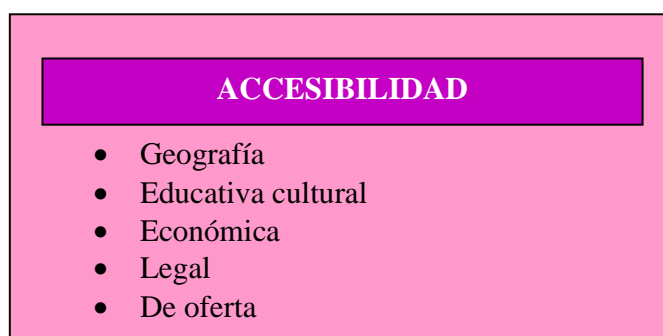 ACCESIBILIDAD
• Geografía
• Educativa cultural
• Económica
• Legal
• De oferta